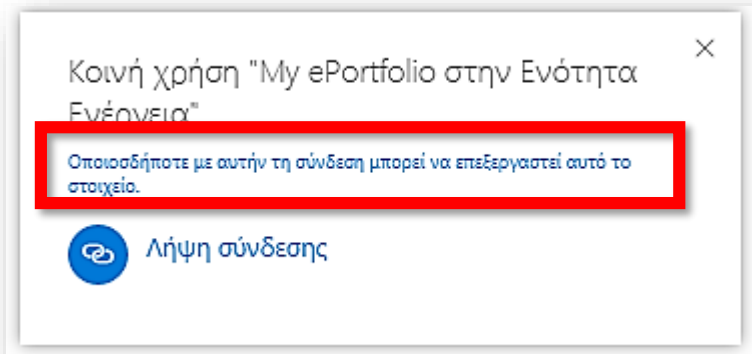 Κοινή χρήση "My ePortfolio στην Ενότητα
Ενέργεια"
Οποιοσδήποτε με αυτήν τη σύνδεση μπορεί να επεξεργαστεί αυτό το
στοιχείο.
Λήψη σύνδεσης